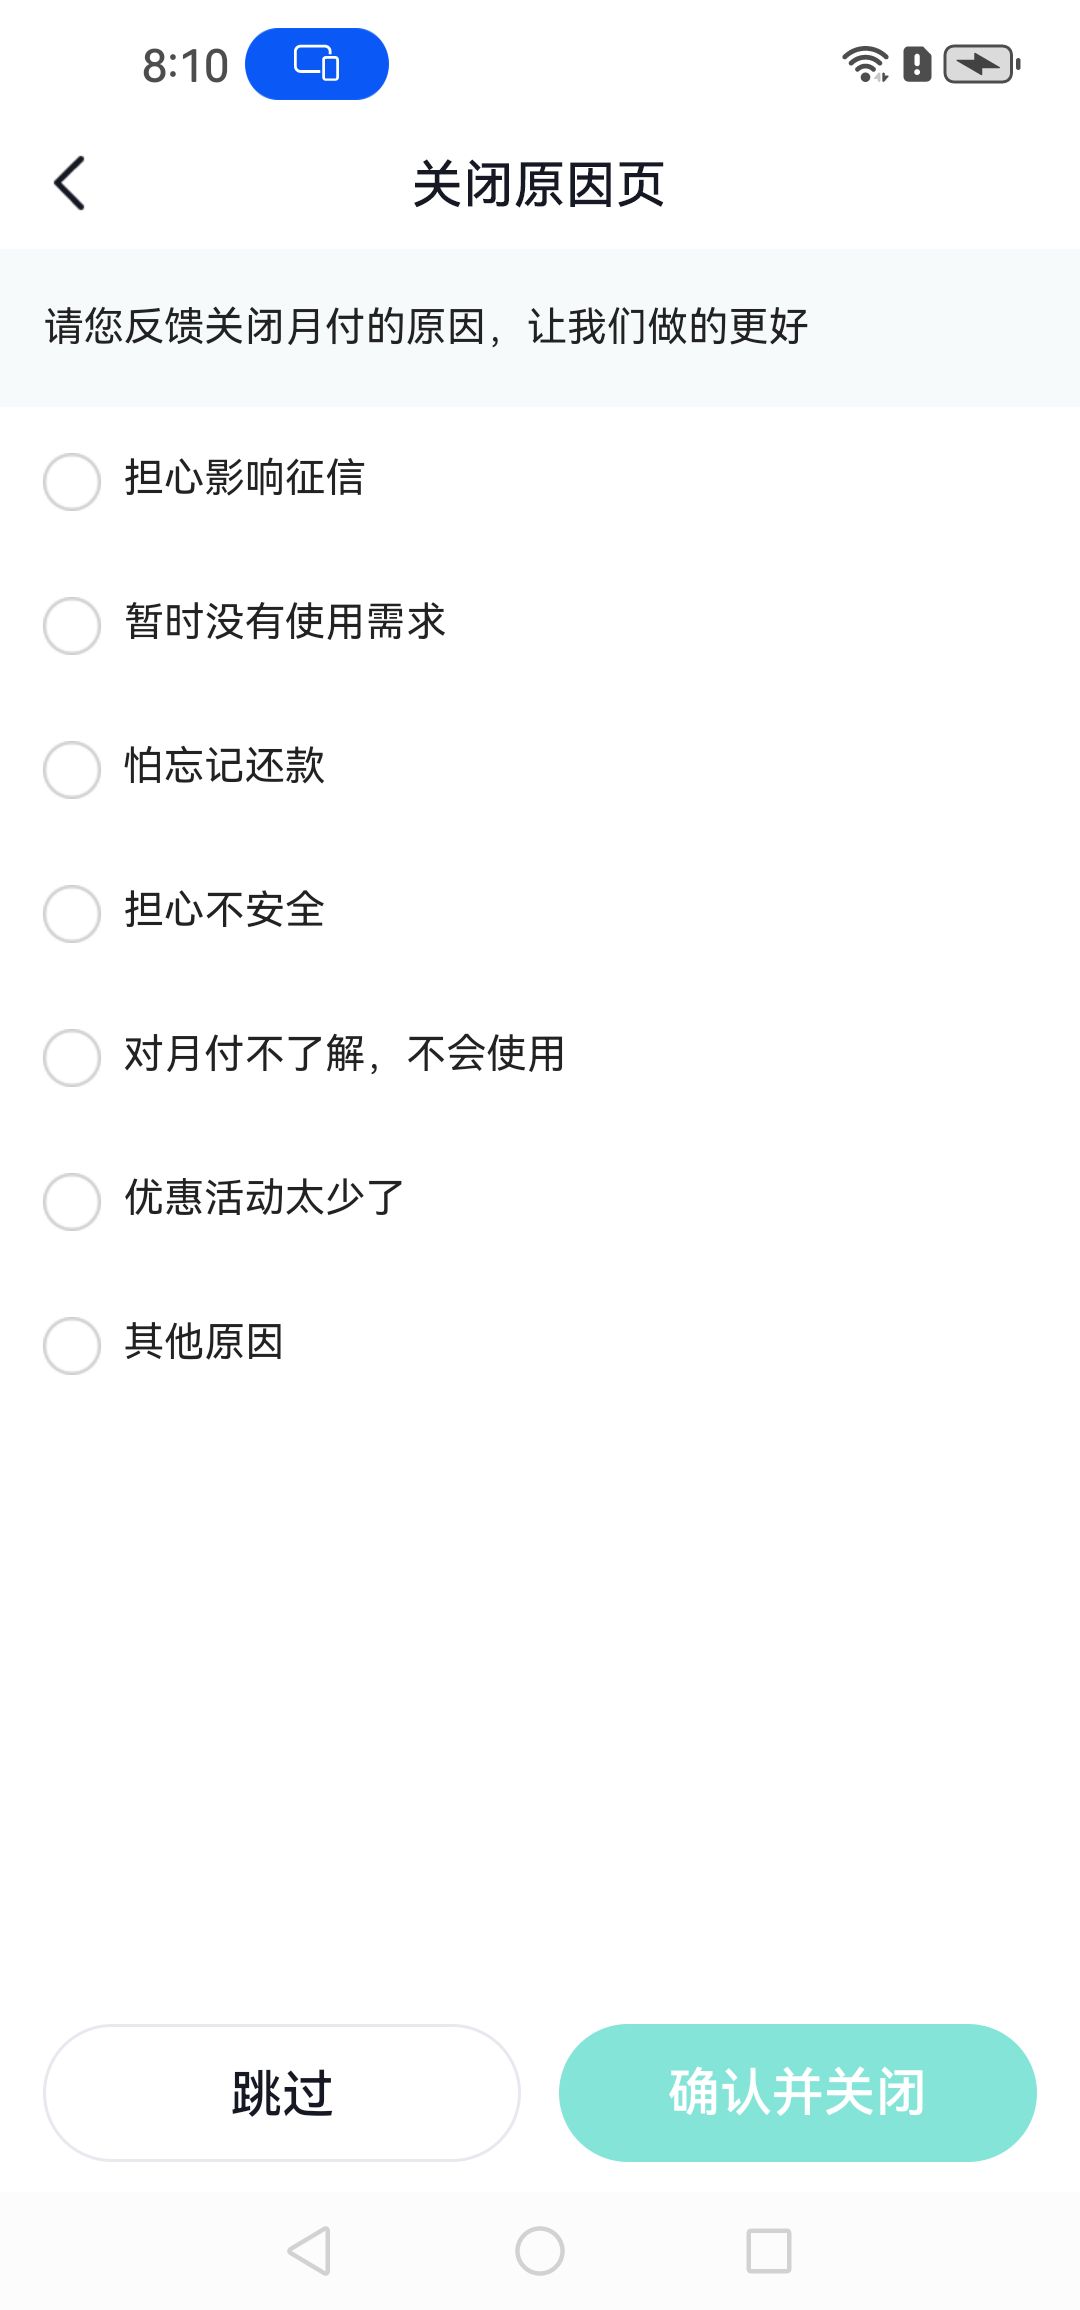 8:10
关闭原因页
请您反馈关闭月付的原因，让我们做的更好
担心影响征信
暂时没有使用需求
怕忘记还款
担心不安全
对月付不了解，不会使用
优惠活动太少了
其他原因
跳过
确认并关闭